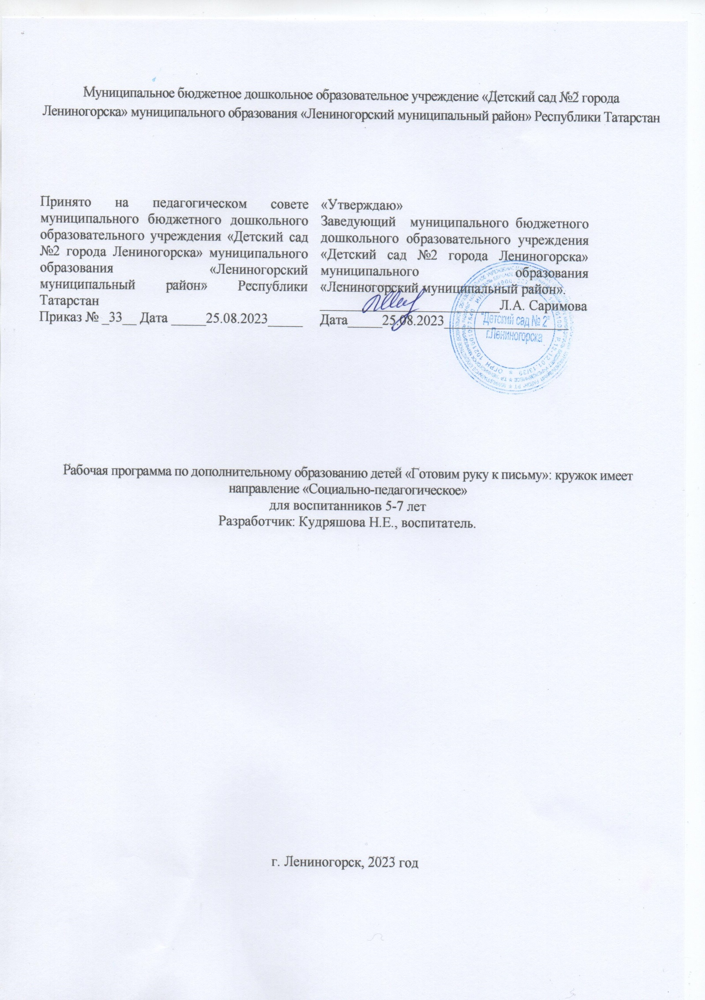 Муниципальное бюджетное дошкольное образовательное учреждение «Детский сад №2 города
Лениногорска» муниципального образования «Лениногорский муниципальный район» Республики Татарстан
Принято на педагогическом совете
муниципального бюджетного дошкольного
образовательного учреждения «Детский сад
№2 города Лениногорска» муниципального
образования «Лениногорский
муниципальный район» Республики
Татарстан
Приказ № _33__ Дата _____25.08.2023_____
«Утверждаю»
Заведующий муниципального бюджетного
дошкольного образовательного учреждения
«Детский сад №2 города Лениногорска»
муниципального образования
«Лениногорский муниципальный район».
__________________________Л.А. Саримова
Дата_____25.08.2023__________________
"Детский сад № 2"
г.Лениногорска
Рабочая программа по дополнительному образованию детей «Готовим руку к письму»: кружок имеет
направление «Социально-педагогическое»
для воспитанников 5-7 лет
Разработчик: Кудряшова Н.Е., воспитатель.
г. Лениногорск, 2023 год